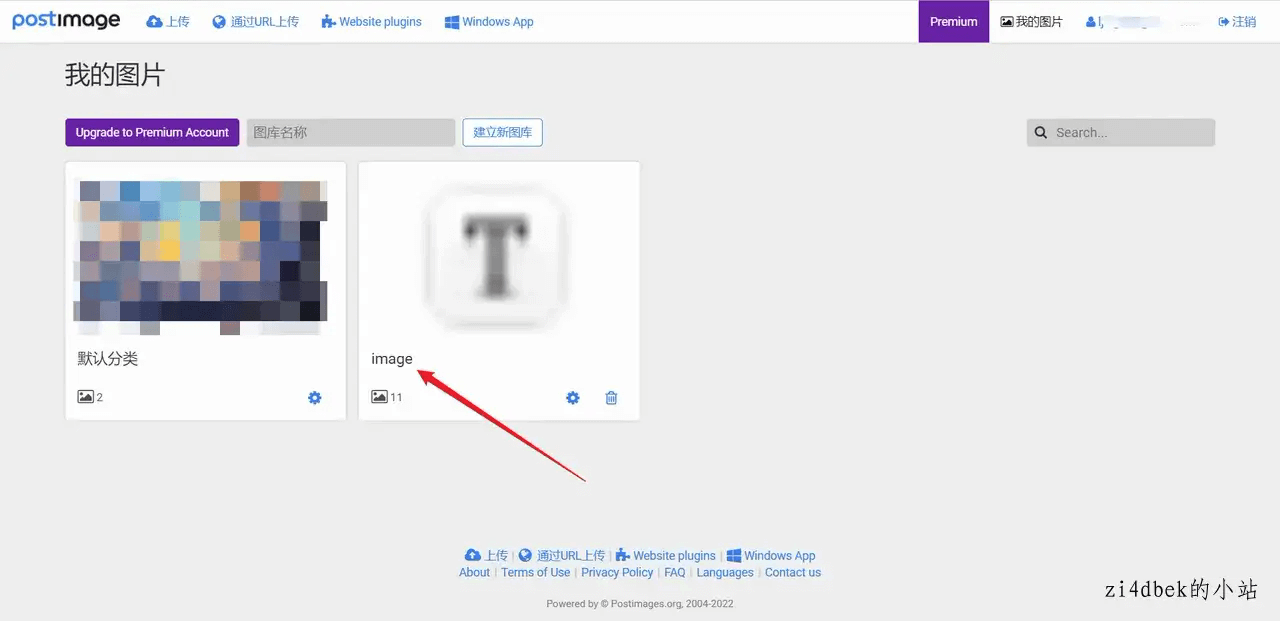 postimage 上传 通过URL上传 Website plugins Windows App Premium 我的图片 注销
我的图片
Upgrade to Premium Account 图库名称 建立新图库 Search...
T
默认分类 image
2 11
上传 | 通过URL上传 | Website plugins | Windows App
About | Terms of Use | Privacy Policy | FAQ | Languages | Contact us
zi4dbek的小站
Powered by © Postimages.org, 2004-2022